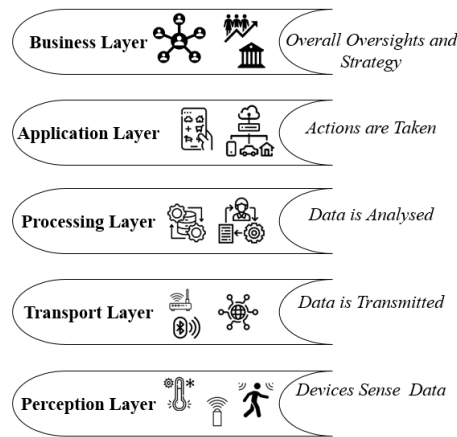 Business Layer
Overall Oversights and
Strategy
Application Layer
Actions are Taken
Processing Layer
Data is Analysed
Transport Layer
Data is Transmitted
Perception Layer
Devices Sense Data